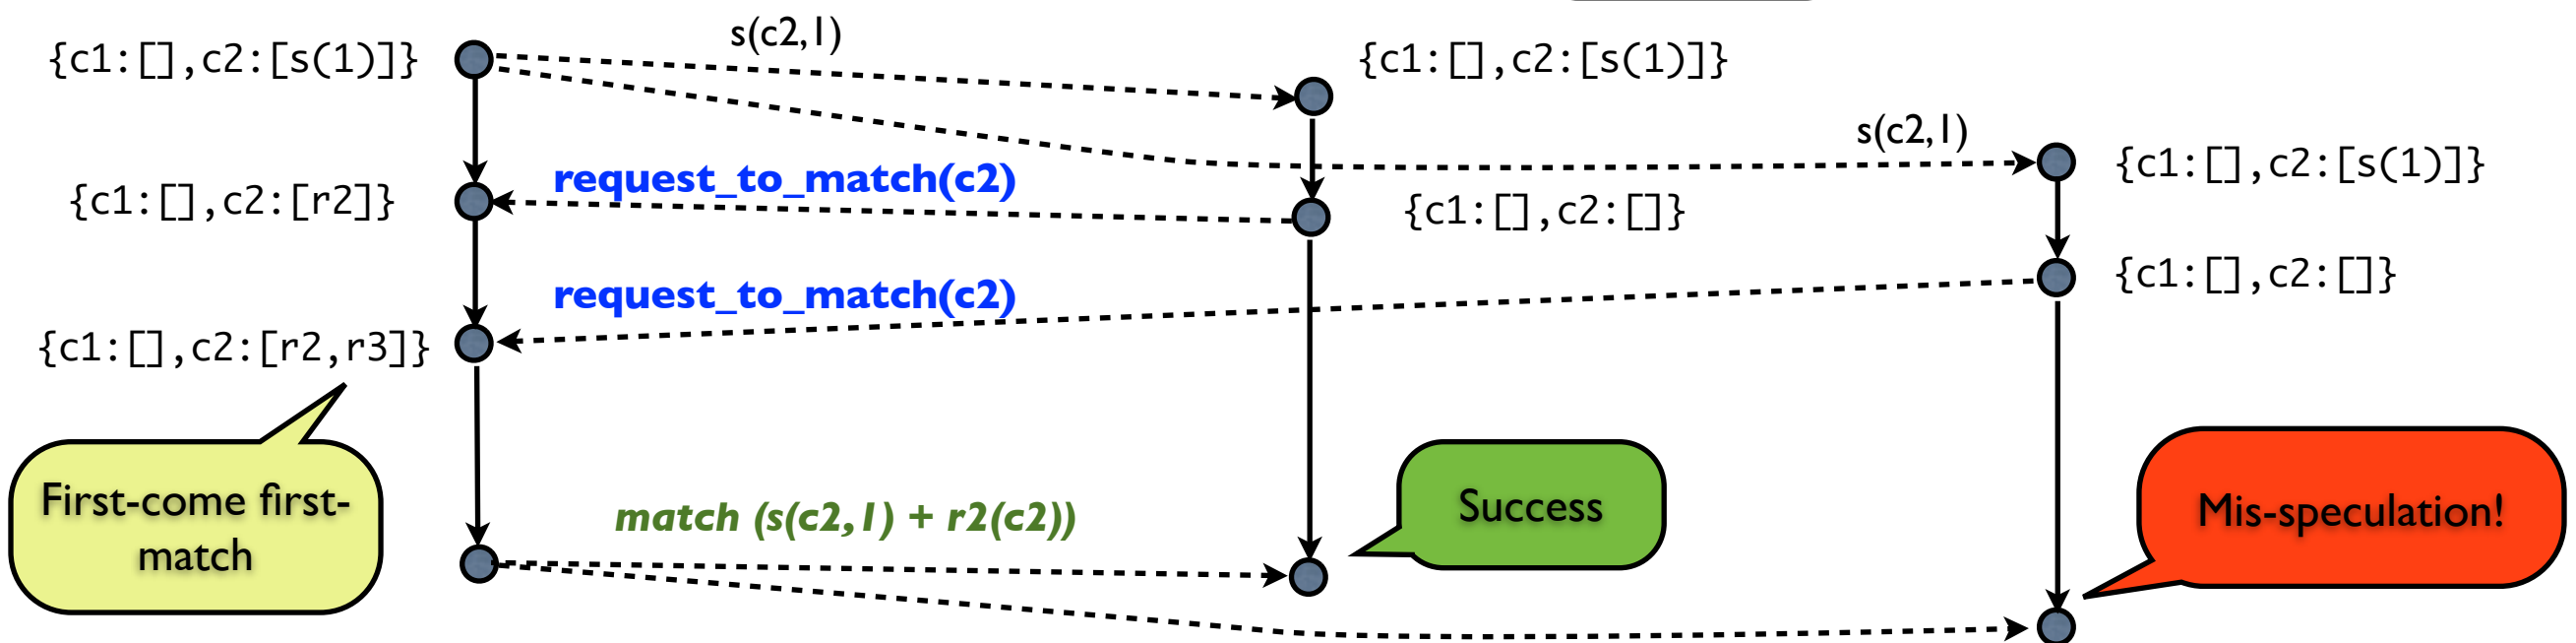 s(c2,1)
{c1:[],c2:[s(1)]}
{c1:[],c2:[s(1)]}
s(c2,1)
{c1:[],c2:[s(1)]}
request_to_match(c2)
{c1:[],c2:[r2]}
{c1:[],c2:[]}
{c1:[],c2:[]}
request_to_match(c2)
{c1:[],c2:[r2,r3]}
First-come first-
match
match (s(c2,1) + r2(c2))
Success
Mis-speculation!